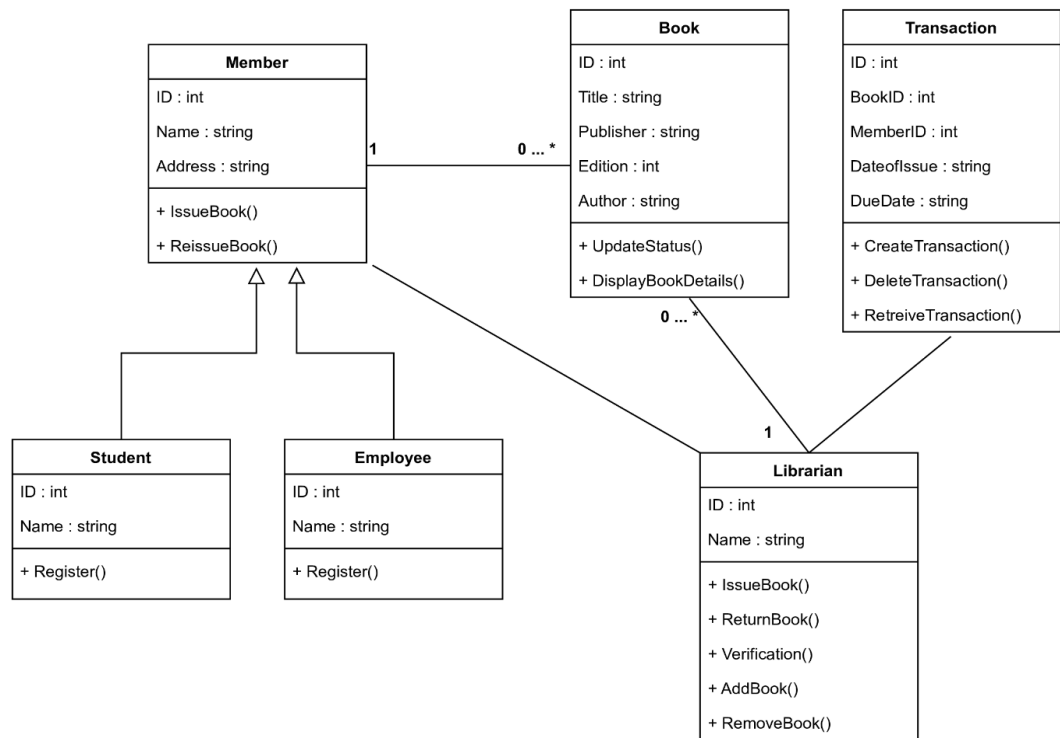 Member
ID : int
Name : string
Address : string
+ IssueBook()
+ ReissueBook()
1
0 ... *
Book
ID : int
Title : string
Publisher : string
Edition : int
Author : string
+ UpdateStatus()
+ DisplayBookDetails()
0 ... *
1
Transaction
ID : int
BookID : int
MemberID : int
DateofIssue : string
DueDate : string
+ CreateTransaction()
+ DeleteTransaction()
+ RetreiveTransaction()
Student
ID : int
Name : string
+ Register()
Employee
ID : int
Name : string
+ Register()
Librarian
ID : int
Name : string
+ IssueBook()
+ ReturnBook()
+ Verification()
+ AddBook()
+ RemoveBook()